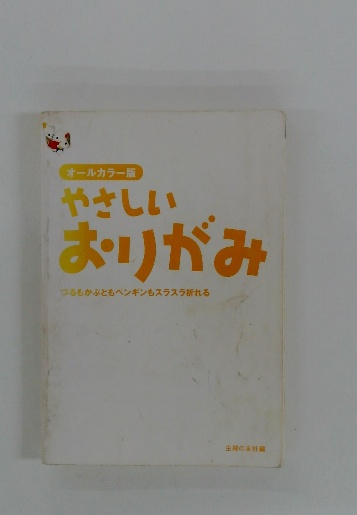 オールカラー版
やさしい
おりがみ
つるもかぶともペンギンもスラスラ折れる
主婦の友社編